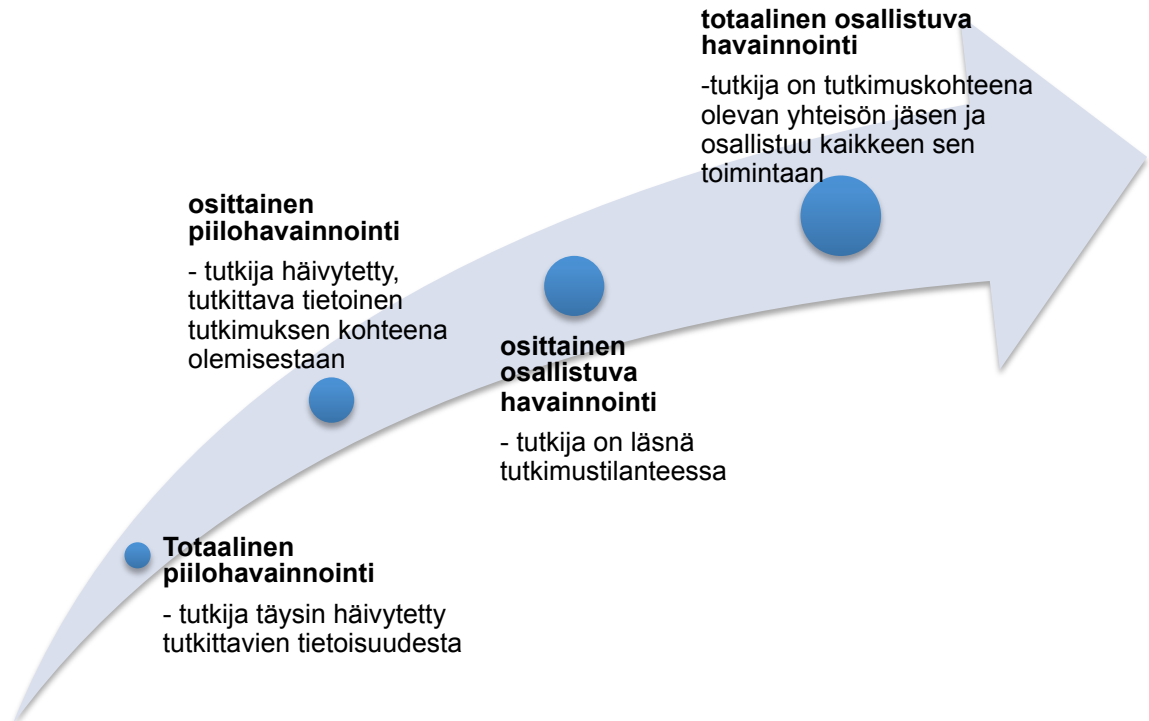 totaalinen osallistuva
havainnointi
-tutkija on tutkimuskohteena
olevan yhteisön jäsen ja
osallistuu kaikkeen sen
toimintaan
osittainen
piilohavainnointi
- tutkija häivytetty,
tutkittava tietoinen
tutkimuksen kohteena
olemisestaan
osittainen
osallistuva
havainnointi
- tutkija on läsnä
tutkimustilanteessa
Totaalinen
piilohavainnointi
- tutkija täysin häivytetty
tutkittavien tietoisuudesta